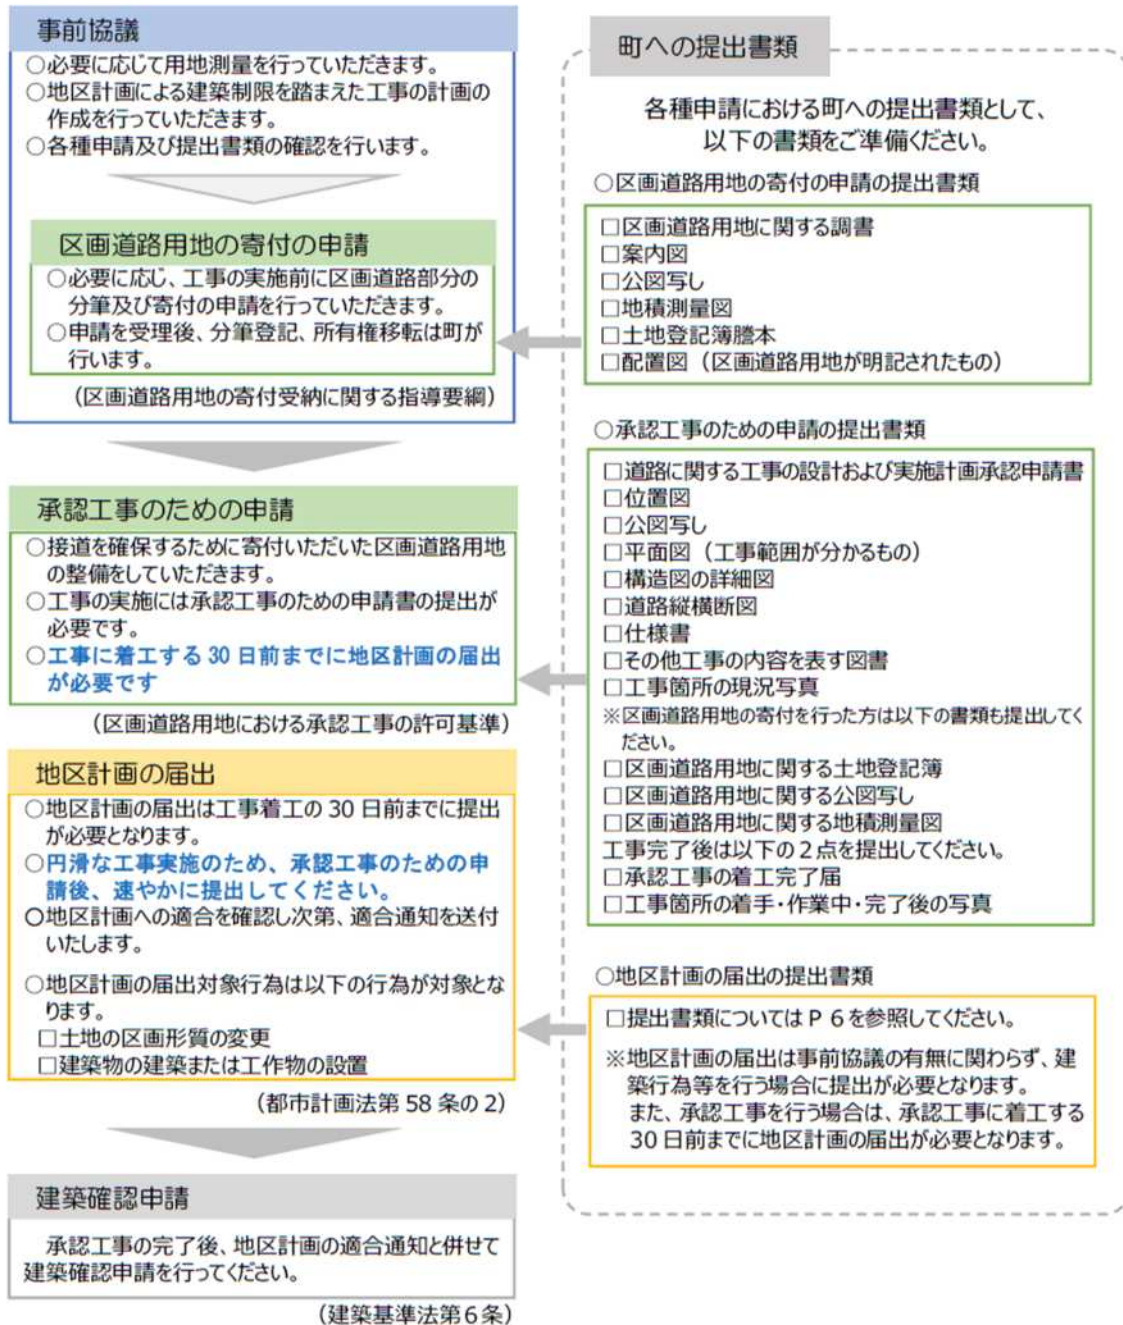 事前協議
○必要に応じて用地測量を行っていただきます。
○地区計画による建築制限を踏まえた工事の計画の
作成を行っていただきます。
○各種申請及び提出書類の確認を行います。
区画道路用地の寄付の申請
○必要に応じ、工事の実施前に区画道路部分の
分筆及び寄付の申請を行っていただきます。
○申請を受理後、分筆登記、所有権移転は町が
行います。
（区画道路用地の寄付受納に関する指導要綱）
承認工事のための申請
○接道を確保するために寄付いただいた区画道路用地
の整備をしていただきます。
○工事の実施には承認工事のための申請書の提出が
必要です。
○工事に着工する 30 日前までに地区計画の届出
が必要です
（区画道路用地における承認工事の許可基準）
地区計画の届出
○地区計画の届出は工事着工の 30 日前までに提出
が必要となります。
○円滑な工事実施のため、承認工事のための申
請後、速やかに提出してください。
○地区計画への適合を確認し次第、適合通知を送付
いたします。
○地区計画の届出対象行為は以下の行為が対象とな
ります。
□土地の区画形質の変更
□建築物の建築または工作物の設置
（都市計画法第 58 条の 2）
建築確認申請
承認工事の完了後、地区計画の適合通知と併せて
建築確認申請を行ってください。
（建築基準法第６条）
町への提出書類
各種申請における町への提出書類として、
以下の書類をご準備ください。
○区画道路用地の寄付の申請の提出書類
□区画道路用地に関する調書
□案内図
□公図写し
□地積測量図
□土地登記簿謄本
□配置図（区画道路用地が明記されたもの）
○承認工事のための申請の提出書類
□道路に関する工事の設計および実施計画承認申請書
□位置図
□公図写し
□平面図（工事範囲が分かるもの）
□構造図の詳細図
□道路縦横断図
□仕様書
□その他工事の内容を表す図書
□工事箇所の現況写真
※区画道路用地の寄付を行った方は以下の書類も提出してく
ださい。
□区画道路用地に関する土地登記簿
□区画道路用地に関する公図写し
□区画道路用地に関する地積測量図
工事完了後は以下の２点を提出してください。
□承認工事の着工完了届
□工事箇所の着手・作業中・完了後の写真
○地区計画の届出の提出書類
□提出書類についてはＰ６を参照してください。
※地区計画の届出は事前協議の有無に関わらず、建
築行為等を行う場合に提出が必要となります。
また、承認工事を行う場合は、承認工事に着工する
30 日前までに地区計画の届出が必要となります。